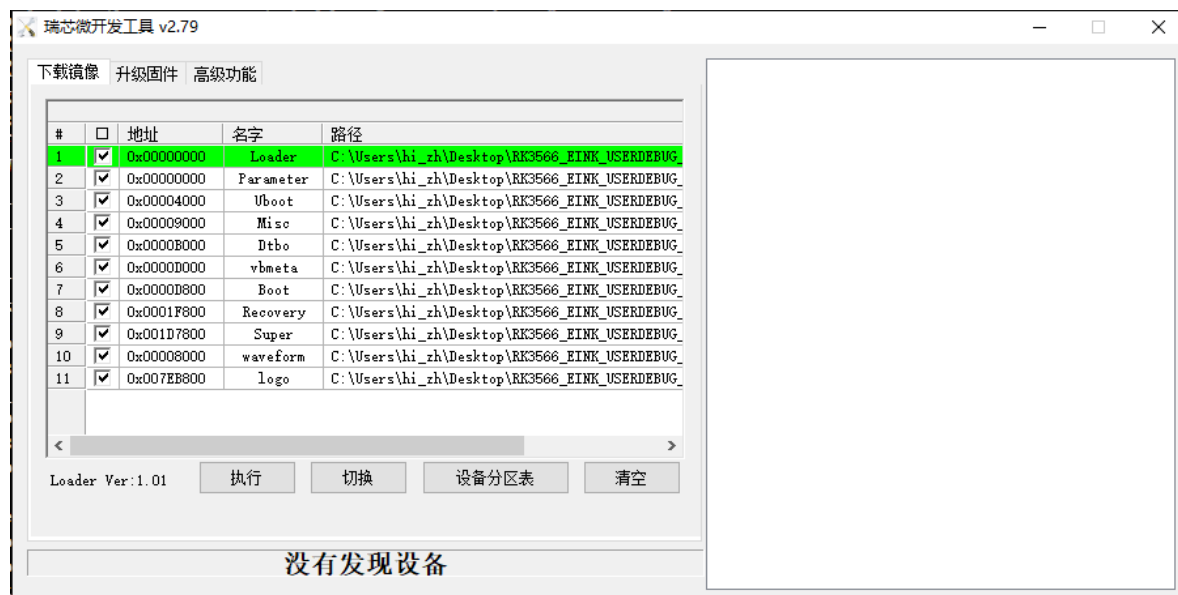 瑞芯微开发工具 v2.79
下载镜像 升级固件 高级功能
# 地址 名字 路径
1 0x00000000 Loader C:\Users\hi_zh\Desktop\RK3566_EINK_USERDEBUG_
2 0x00000000 Parameter C:\Users\hi_zh\Desktop\RK3566_EINK_USERDEBUG_
3 0x00004000 Uboot C:\Users\hi_zh\Desktop\RK3566_EINK_USERDEBUG_
4 0x00009000 Misc C:\Users\hi_zh\Desktop\RK3566_EINK_USERDEBUG_
5 0x0000B000 Dtbo C:\Users\hi_zh\Desktop\RK3566_EINK_USERDEBUG_
6 0x0000D000 vbmeta C:\Users\hi_zh\Desktop\RK3566_EINK_USERDEBUG_
7 0x0000D800 Boot C:\Users\hi_zh\Desktop\RK3566_EINK_USERDEBUG_
8 0x0001F800 Recovery C:\Users\hi_zh\Desktop\RK3566_EINK_USERDEBUG_
9 0x001D7800 Super C:\Users\hi_zh\Desktop\RK3566_EINK_USERDEBUG_
10 0x00008000 waveform C:\Users\hi_zh\Desktop\RK3566_EINK_USERDEBUG_
11 0x007EB800 logo C:\Users\hi_zh\Desktop\RK3566_EINK_USERDEBUG_
Loader Ver:1.01 执行 切换 设备分区表 清空
没有发现设备